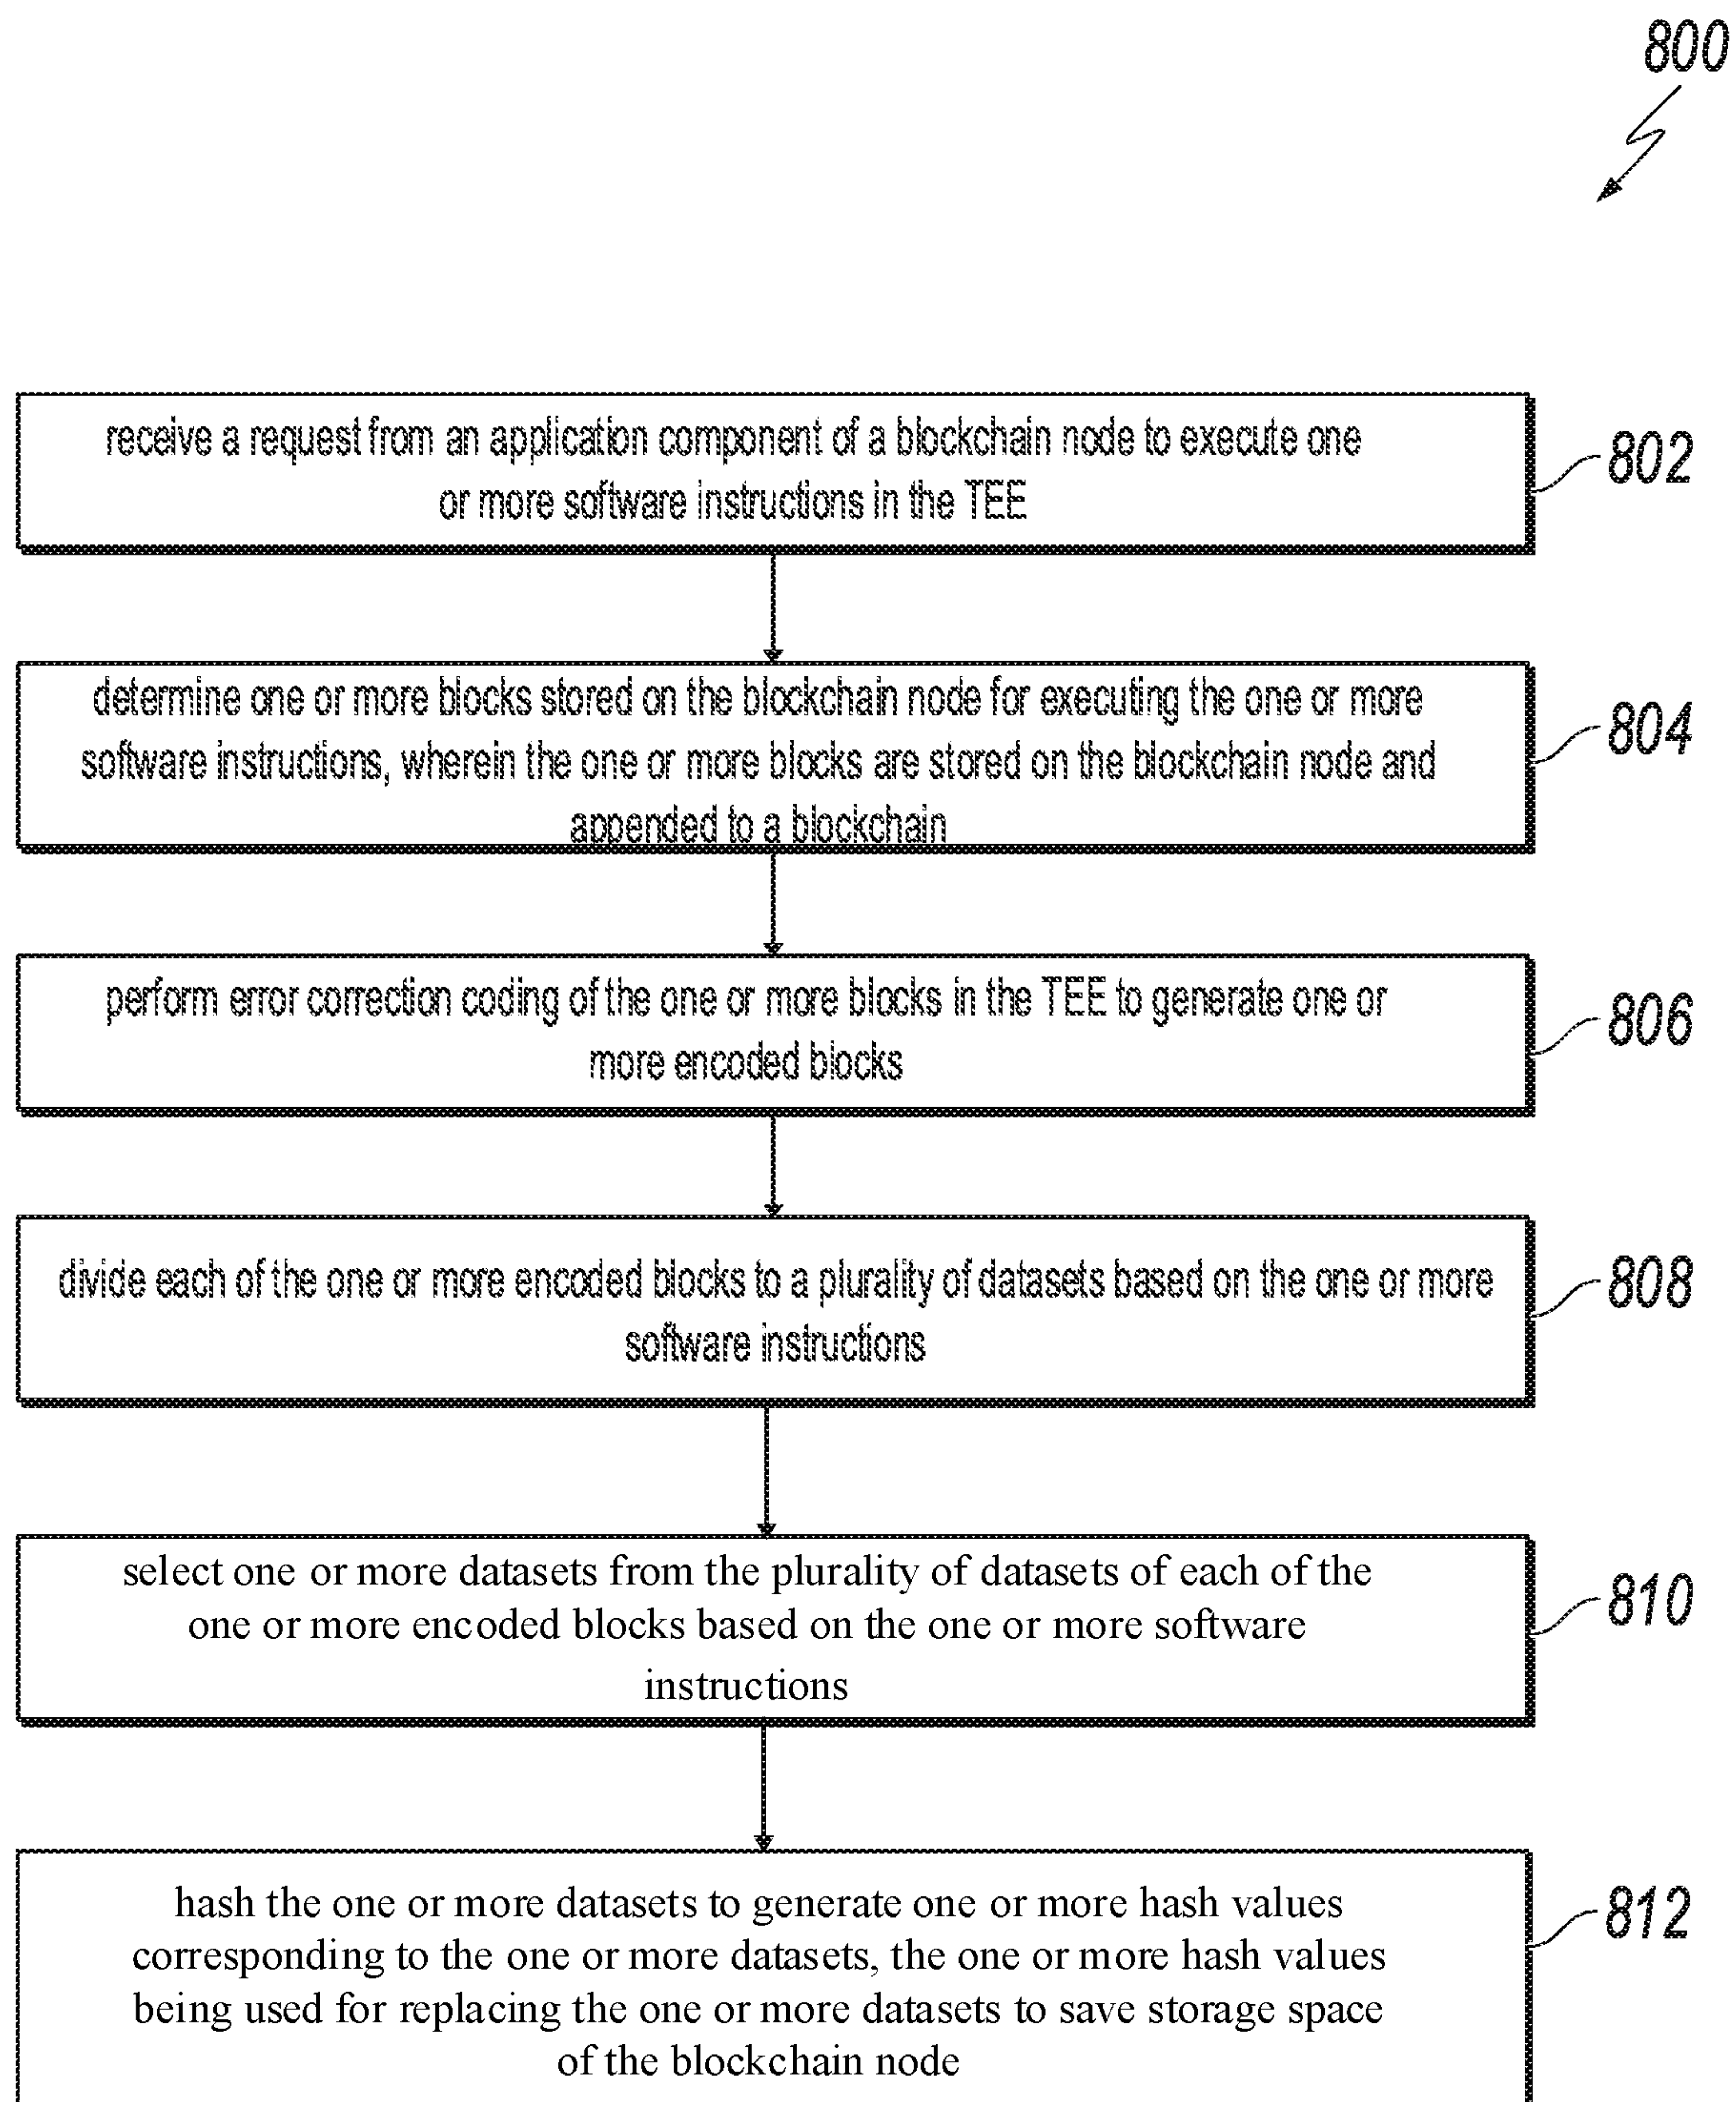 800
receive a request from an application component of a blockchain node to execute one
or more software instructions in the TEE
802
determine one or more blocks stored on the blockchain node for executing the one or more
software instructions, wherein the one or more blocks are stored on the blockchain node and
appended to a blockchain
804
perform error correction coding of the one or more blocks in the TEE to generate one or
more encoded blocks
806
divide each of the one or more encoded blocks to a plurality of datasets based on the one or more
software instructions
808
select one or more datasets from the plurality of datasets of each of the
one or more encoded blocks based on the one or more software
instructions
810
hash the one or more datasets to generate one or more hash values
corresponding to the one or more datasets, the one or more hash values
being used for replacing the one or more datasets to save storage space
of the blockchain node
812